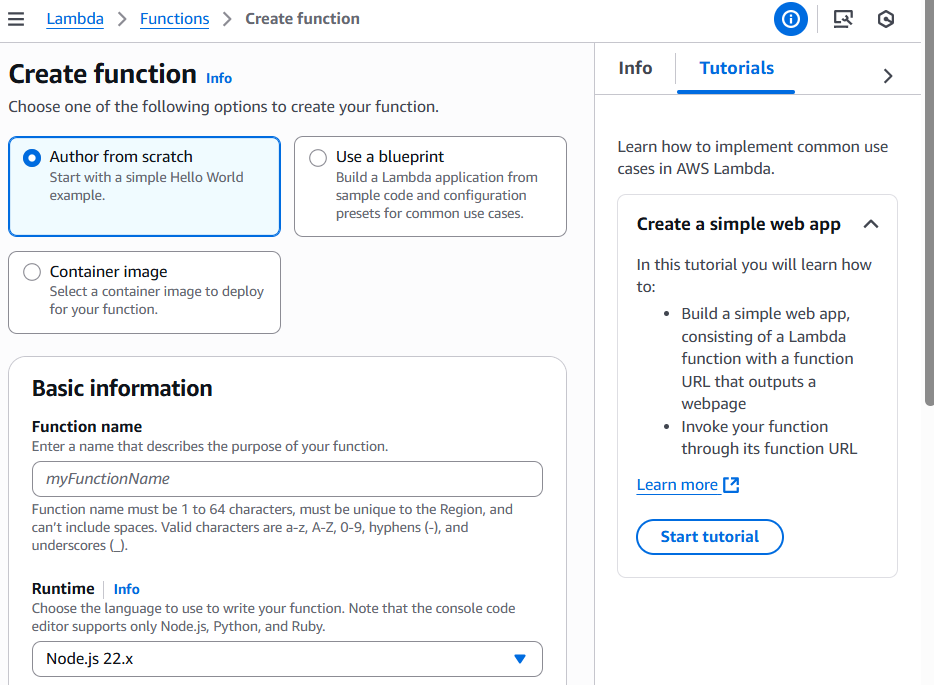 Lambda > Functions > Create function
Create function Info
Choose one of the following options to create your function.
Author from scratch
Start with a simple Hello World
example.
Use a blueprint
Build a Lambda application from
sample code and configuration
presets for common use cases.
Container image
Select a container image to deploy
for your function.
Basic information
Function name
Enter a name that describes the purpose of your function.
myFunctionName
Function name must be 1 to 64 characters, must be unique to the Region, and
can't include spaces. Valid characters are a-z, A-Z, 0-9, hyphens (-), and
underscores (_).
Runtime Info
Choose the language to use to write your function. Note that the console code
editor supports only Node.js, Python, and Ruby.
Node.js 22.x
Info Tutorials
Learn how to implement common use
cases in AWS Lambda.
Create a simple web app
In this tutorial you will learn how
to:
• Build a simple web app,
consisting of a Lambda
function with a function
URL that outputs a
webpage
• Invoke your function
through its function URL
Learn more
Start tutorial